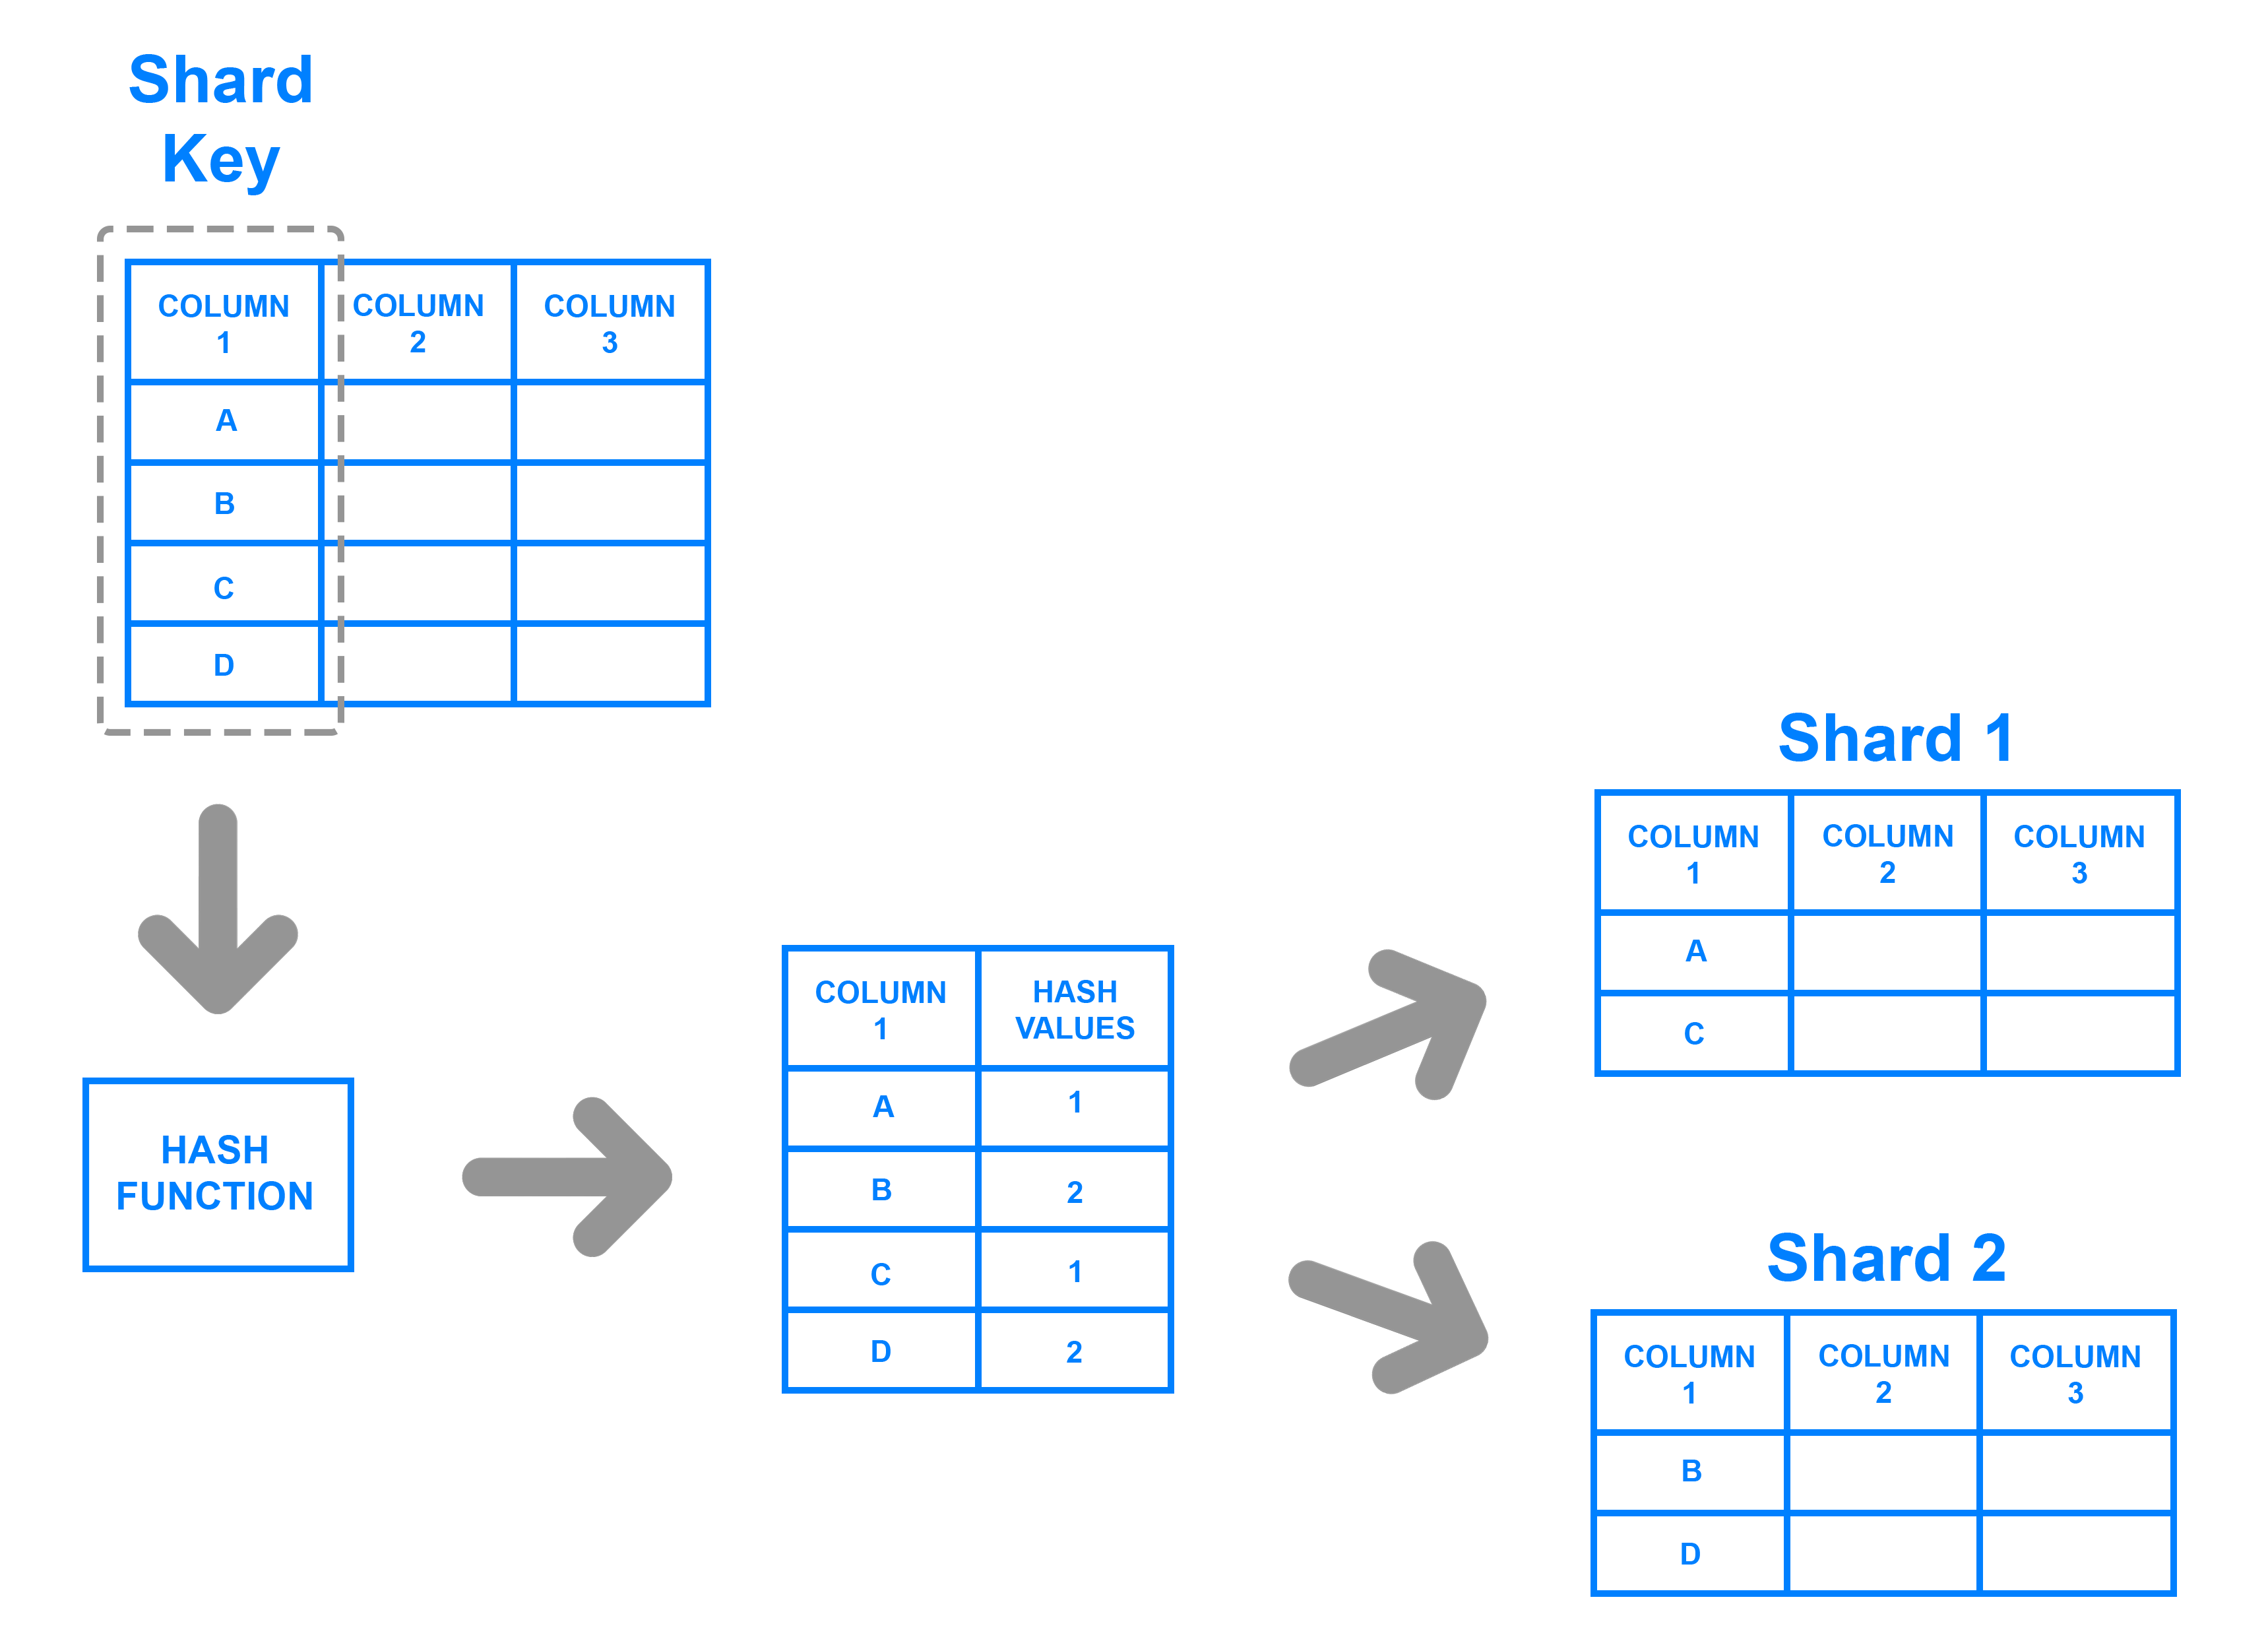 Shard
Key
COLUMN
1
COLUMN
2
COLUMN
3
A
B
C
D
HASH
FUNCTION
COLUMN
1
HASH
VALUES
A
1
B
2
C
1
D
2
Shard 1
COLUMN
1
COLUMN
2
COLUMN
3
A
C
Shard 2
COLUMN
1
COLUMN
2
COLUMN
3
B
D